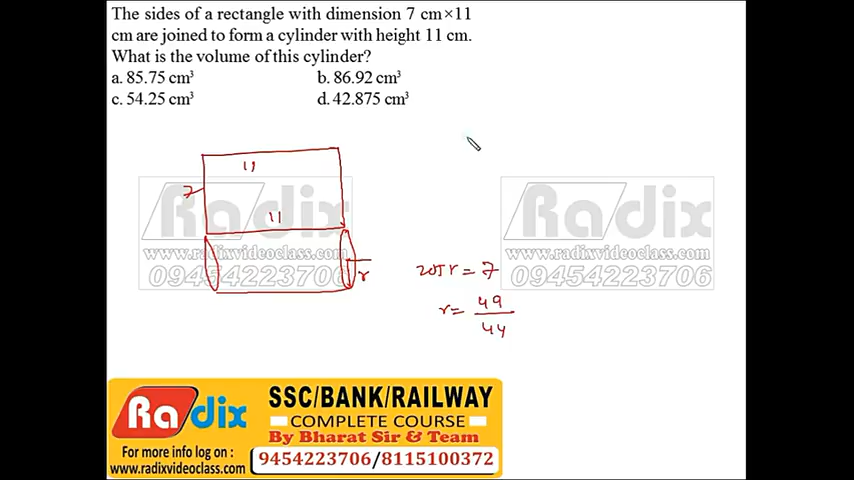 The sides of a rectangle with dimension 7 cm×11
cm are joined to form a cylinder with height 11 cm.
What is the volume of this cylinder?
a. 85.75 cm³ b. 86.92 cm³
c. 54.25 cm³ d. 42.875 cm³
11
7
11
r
2πr = 7
r = 49
44
Radix
www.radixvideoclass.com
09454223706
Radix
www.radixvideoclass.com
09454223706
Radix
For more info log on :
www.radixvideoclass.com
SSC/BANK/RAILWAY
COMPLETE COURSE
By Bharat Sir & Team
9454223706/8115100372